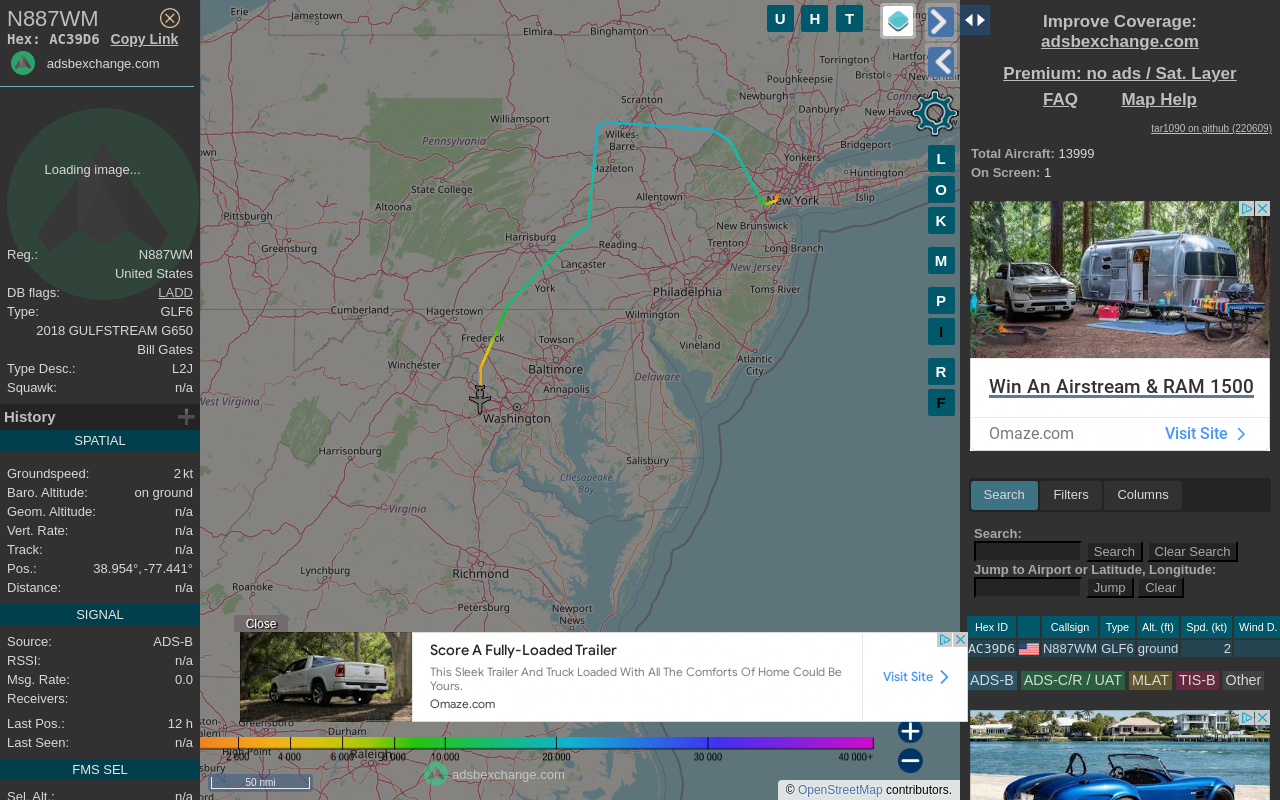 N887WM
Hex: AC39D6 Copy Link
adsbexchange.com
Loading image...
Reg.: N887WM
United States
DB flags: LADD
Type: GLF6
2018 GULFSTREAM G650
Bill Gates
Type Desc.: L2J
Squawk: n/a
History
SPATIAL
Groundspeed: 2 kt
Baro. Altitude: on ground
Geom. Altitude: n/a
Vert. Rate: n/a
Track: n/a
Pos.: 38.954°, -77.441°
Distance: n/a
SIGNAL
Source: ADS-B
RSSI: n/a
Msg. Rate: 0.0
Receivers:
Last Pos.: 12 h
Last Seen: n/a
FMS SEL
Sel. Alt.: n/a
Erie
Jamestown
Elmira
Binghamton
Torrington
Hartfor
Poughkeepsie
Bristol
Scranton
Newburgh
Danbury
New Haven
Connecticut
Williamsport
Wilkes-
Barre
Bridgeport
Pennsylvania
Yonkers
Hazleton
Huntington
State College
Allentown
New York
Islip
Altoona
Pittsburgh
New Brunswick
Harrisburg
Reading
Trenton
Long Branch
Greensburg
Lancaster
New Jersey
York
Philadelphia
Toms River
Cumberland
Hagerstown
Wilmington
Frederick
Towson
Vineland
Winchester
Baltimore
Atlantic
City
Delaware
Annapolis
West Virginia
Washington
Harrisonburg
Salisbury
Chesapeake
Bay
Virginia
Lynchburg
Richmond
Roanoke
Petersburg
Newport
News
Greensboro
Durham
High Point
Raleigh
U H T
L
O
K
M
P
I
R
F
Close
Score A Fully-Loaded Trailer
This Sleek Trailer And Truck Loaded With All The Comforts Of Home Could Be
Yours.
Omaze.com
Visit Site
2 000 4 000 6 000 8 000 10 000 20 000 30 000 40 000+
50 nmi
adsbexchange.com
© OpenStreetMap contributors.
Improve Coverage:
adsbexchange.com
Premium: no ads / Sat. Layer
FAQ Map Help
tar1090 on github (220609)
Total Aircraft: 13999
On Screen: 1
Win An Airstream & RAM 1500
Omaze.com Visit Site
Search Filters Columns
Search:
Search Clear Search
Jump to Airport or Latitude, Longitude:
Jump Clear
Hex ID Callsign Type Alt. (ft) Spd. (kt) Wind D.
AC39D6 N887WM GLF6 ground 2
ADS-B ADS-C/R / UAT MLAT TIS-B Other